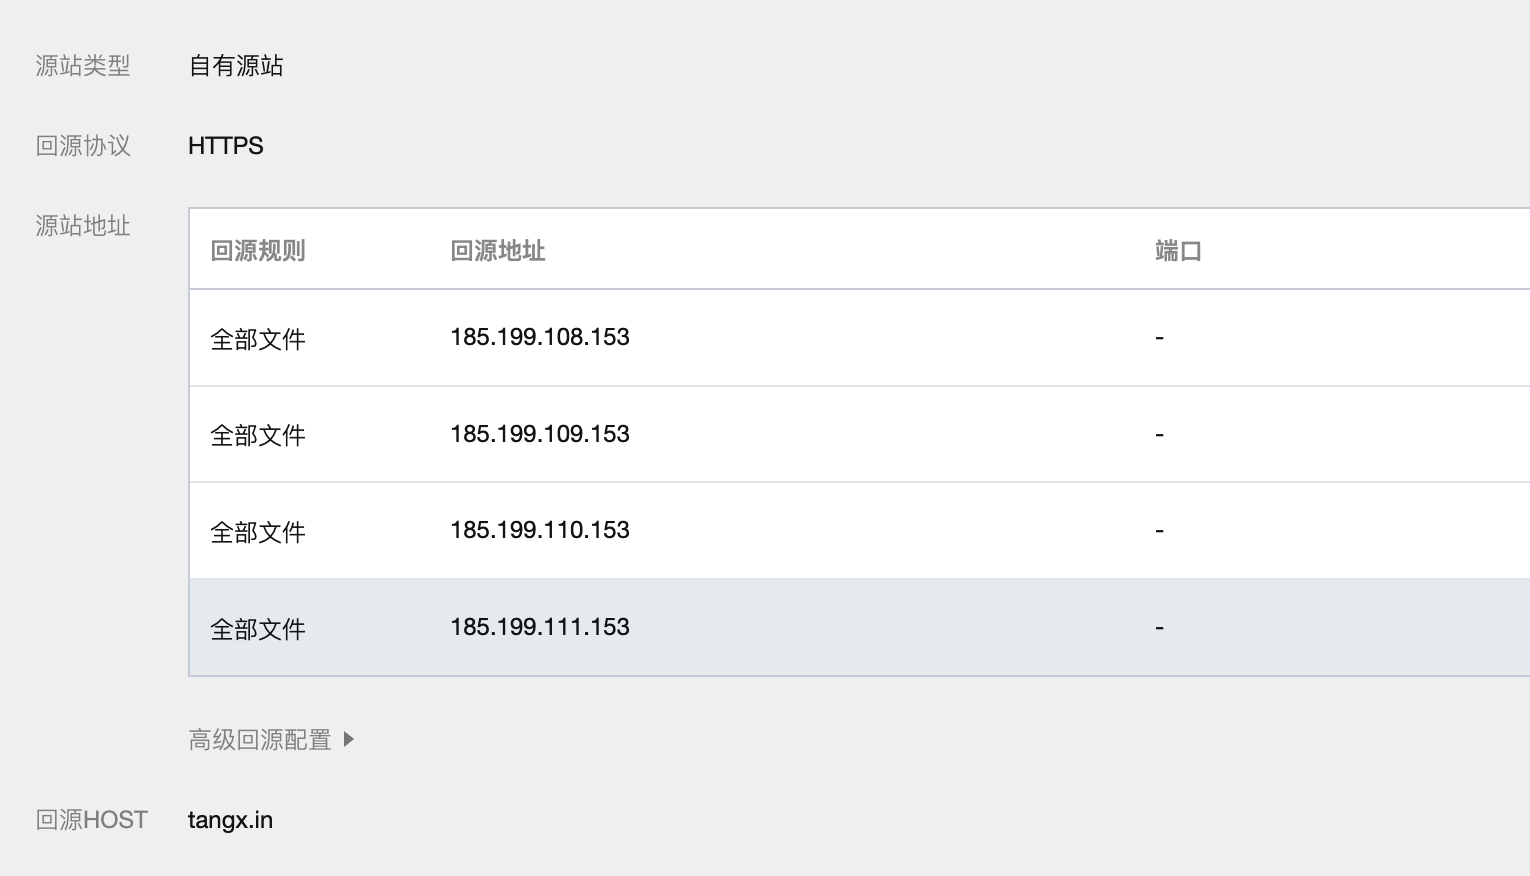 源站类型 自有源站
回源协议 HTTPS
源站地址
回源规则 回源地址 端口
全部文件 185.199.108.153 -
全部文件 185.199.109.153 -
全部文件 185.199.110.153 -
全部文件 185.199.111.153 -
高级回源配置
回源HOST tangx.in